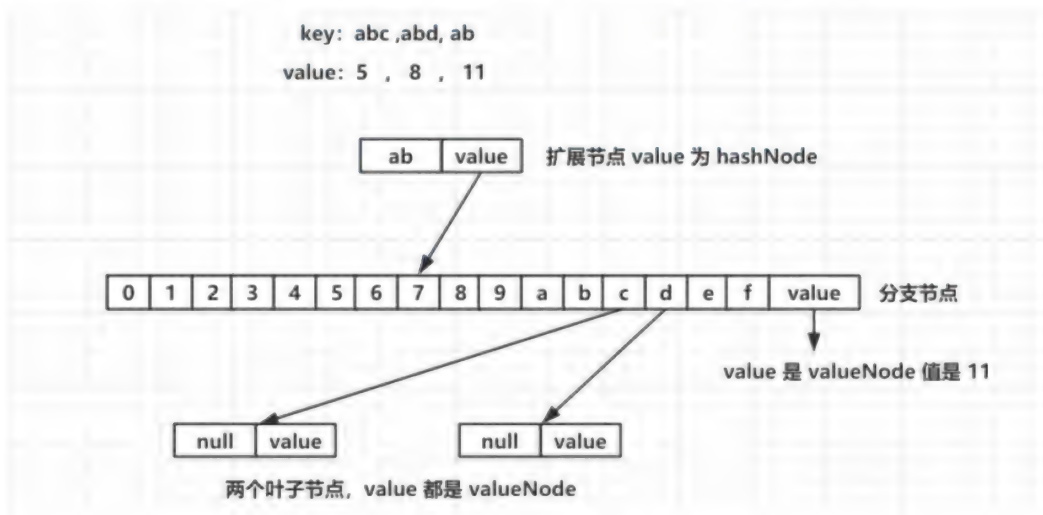 key: abc ,abd, ab
value: 5 , 8 , 11
ab value 扩展节点 value 为 hashNode
0 1 2 3 4 5 6 7 8 9 a b c d e f value 分支节点
value 是 valueNode 值是 11
null value null value
两个叶子节点，value 都是 valueNode